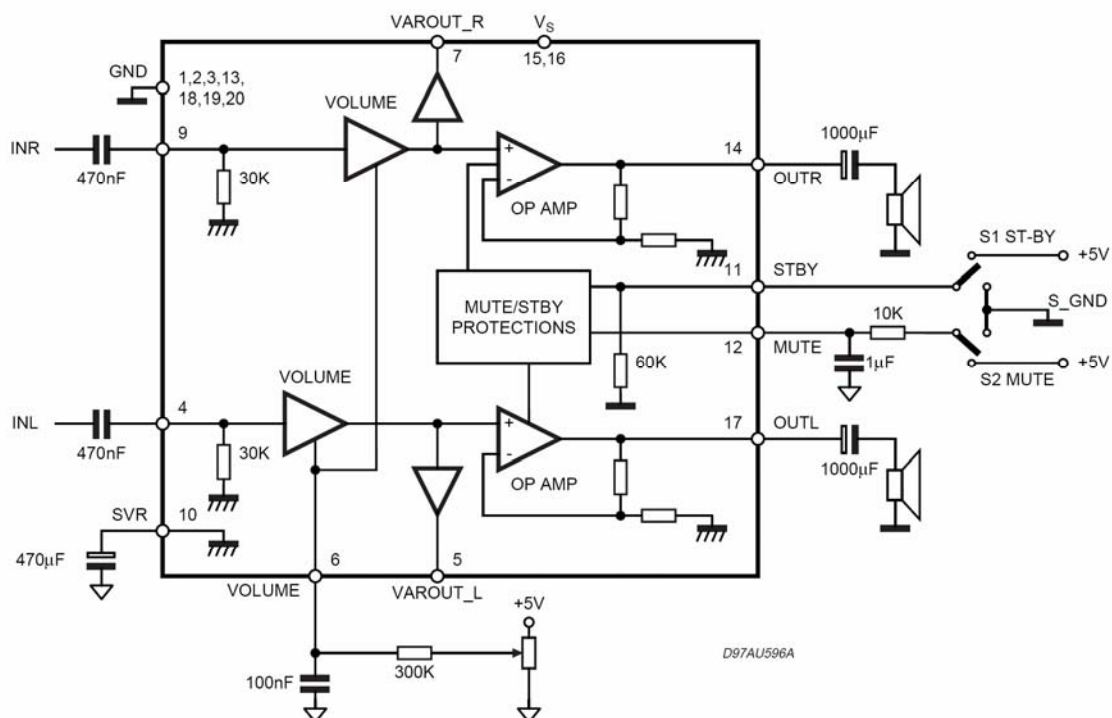 VAROUT_R
VS
7
15,16
GND
1,2,3,13,
18,19,20
VOLUME
9
INR
470nF
30K
+
-
OP AMP
14
OUTR
1000µF
S1 ST-BY
+5V
11
STBY
MUTE/STBY
PROTECTIONS
S_GND
10K
12
MUTE
60K
1µF
S2 MUTE
+5V
VOLUME
4
INL
470nF
30K
+
-
OP AMP
17
OUTL
1000µF
SVR
10
470µF
6
5
VOLUME
VAROUT_L
+5V
300K
100nF
D97AU596A